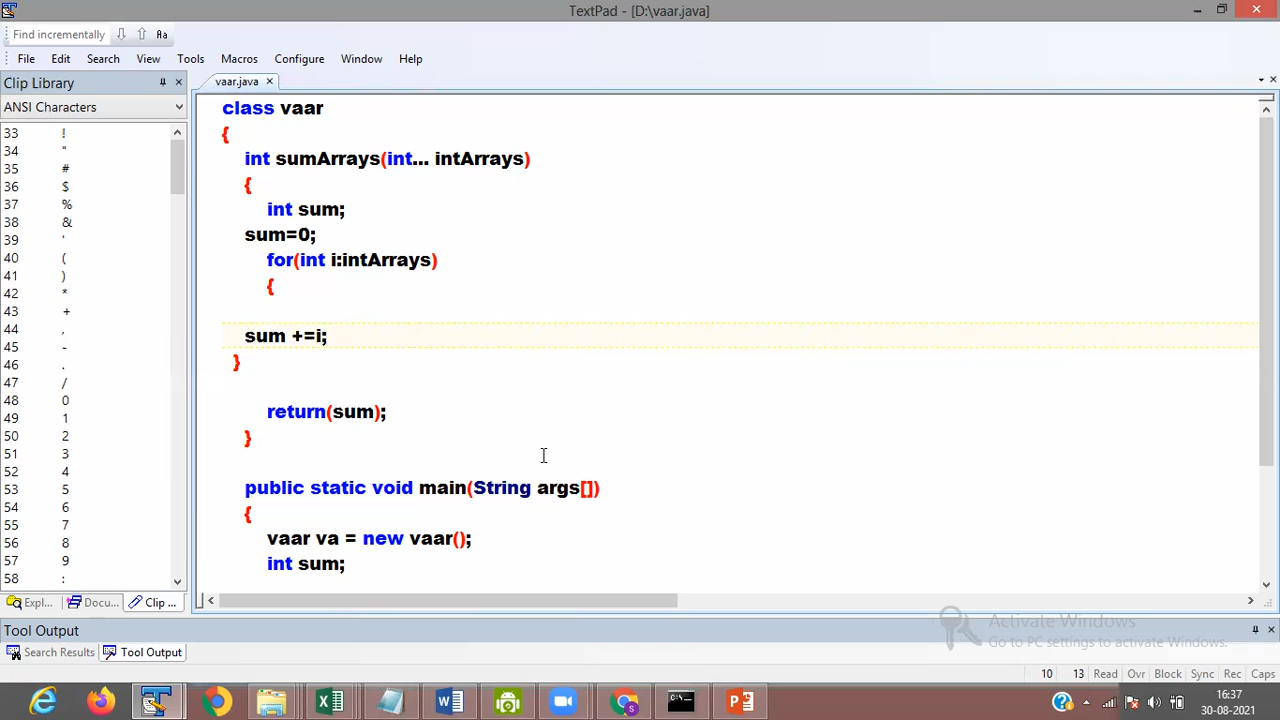 TextPad - [D:\vaar.java]
Find incrementally
Aa
File Edit Search View Tools Macros Configure Window Help
Clip Library
vaar.java
ANSI Characters
33 !
34 "
35 #
36 $
37 %
38 &
39 '
40 (
41 )
42 *
43 +
44 ,
45 -
46 .
47 /
48 0
49 1
50 2
51 3
52 4
53 5
54 6
55 7
56 8
57 9
58 :
class vaar
{
int sumArrays(int... intArrays)
{
int sum;
sum=0;
for(int i:intArrays)
{
sum +=i;
}
return(sum);
}
public static void main(String args[])
{
vaar va = new vaar();
int sum;
Expl... Docu... Clip ...
Tool Output
Search Results Tool Output
Activate Windows
Go to PC settings to activate Windows.
10 13 Read Ovr Block Sync Rec Caps
16:37
30-08-2021